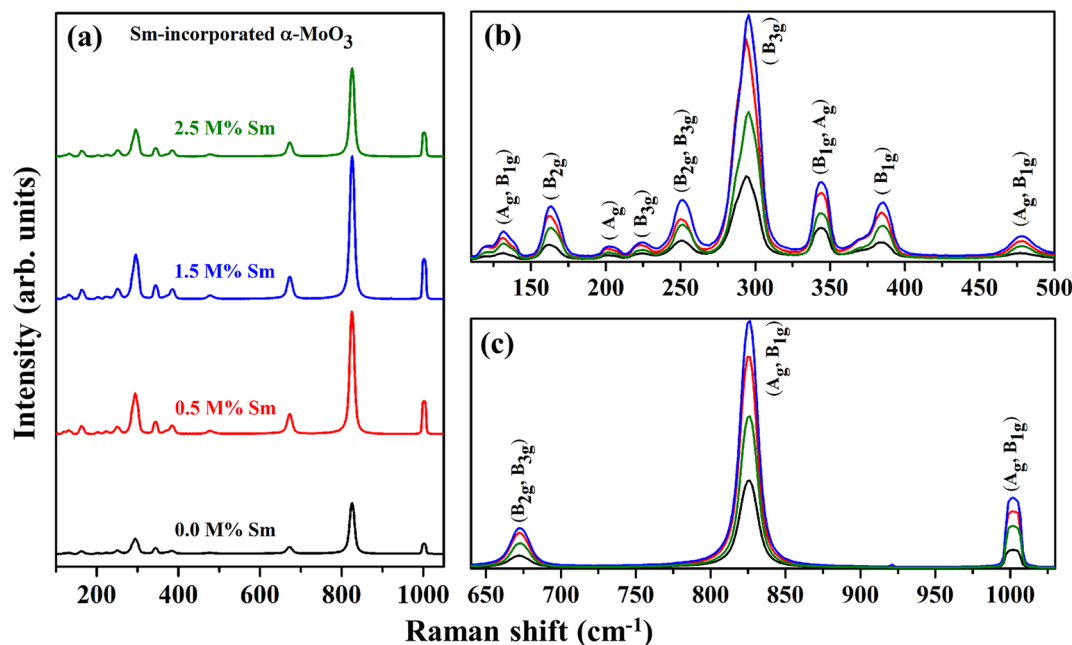 (a)
Sm-incorporated α-MoO3
2.5 M% Sm
1.5 M% Sm
0.5 M% Sm
0.0 M% Sm
200 400 600 800 1000
Intensity (arb. units)
(b)
(Ag, B1g)
( B2g)
( Ag)
( B3g)
(B2g, B3g)
( B3g)
(B1g, Ag)
( B1g)
(Ag, B1g)
150 200 250 300 350 400 450 500
(c)
(B2g, B3g)
(Ag, B1g)
(Ag, B1g)
650 700 750 800 825 850 900 950 1000
Raman shift (cm-1)